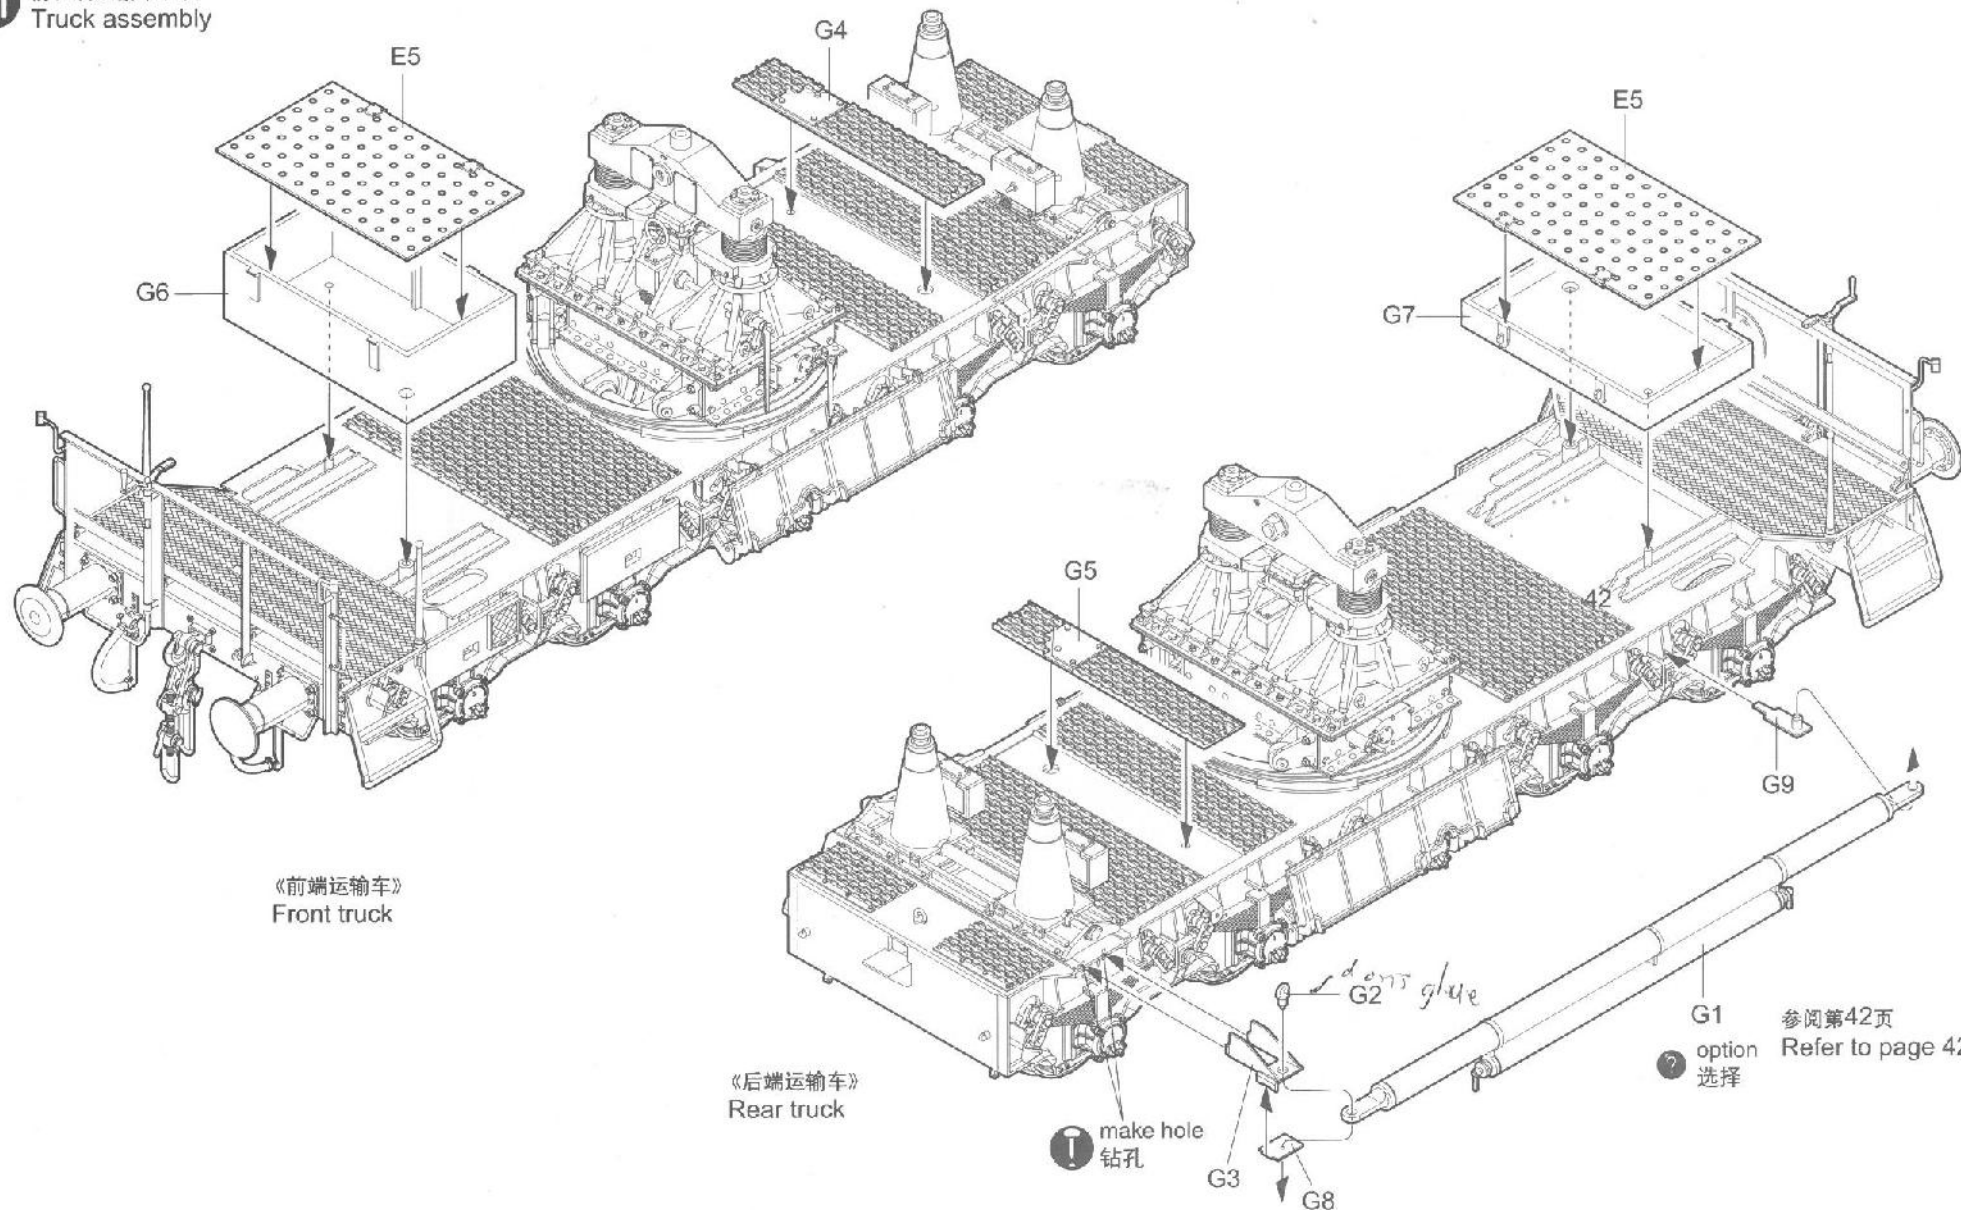 Truck assembly
E5
G4
G6
E5
G7
42
G5
G9
《前端运输车》
Front truck
G2
dont glue
G1
option
选择
参阅第42页
Refer to page 42
《后端运输车》
Rear truck
make hole
钻孔
G3
G8